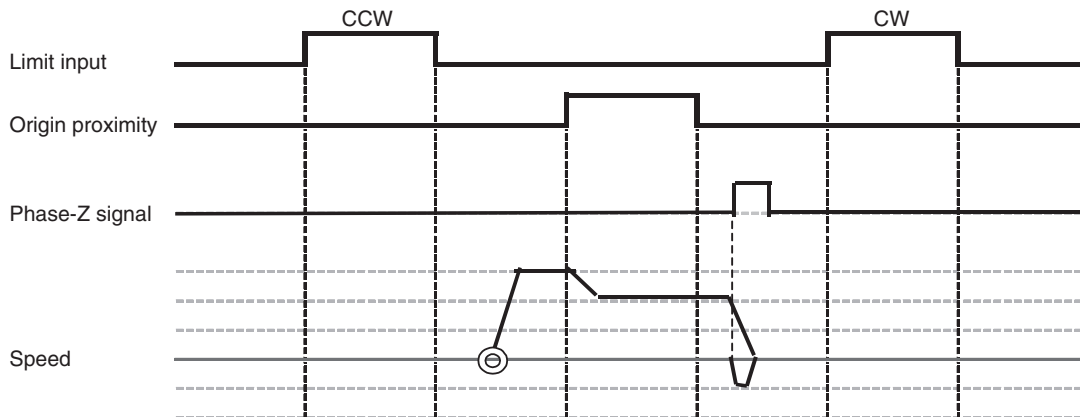 CCW
CW
Limit input
Origin proximity
Phase-Z signal
Speed